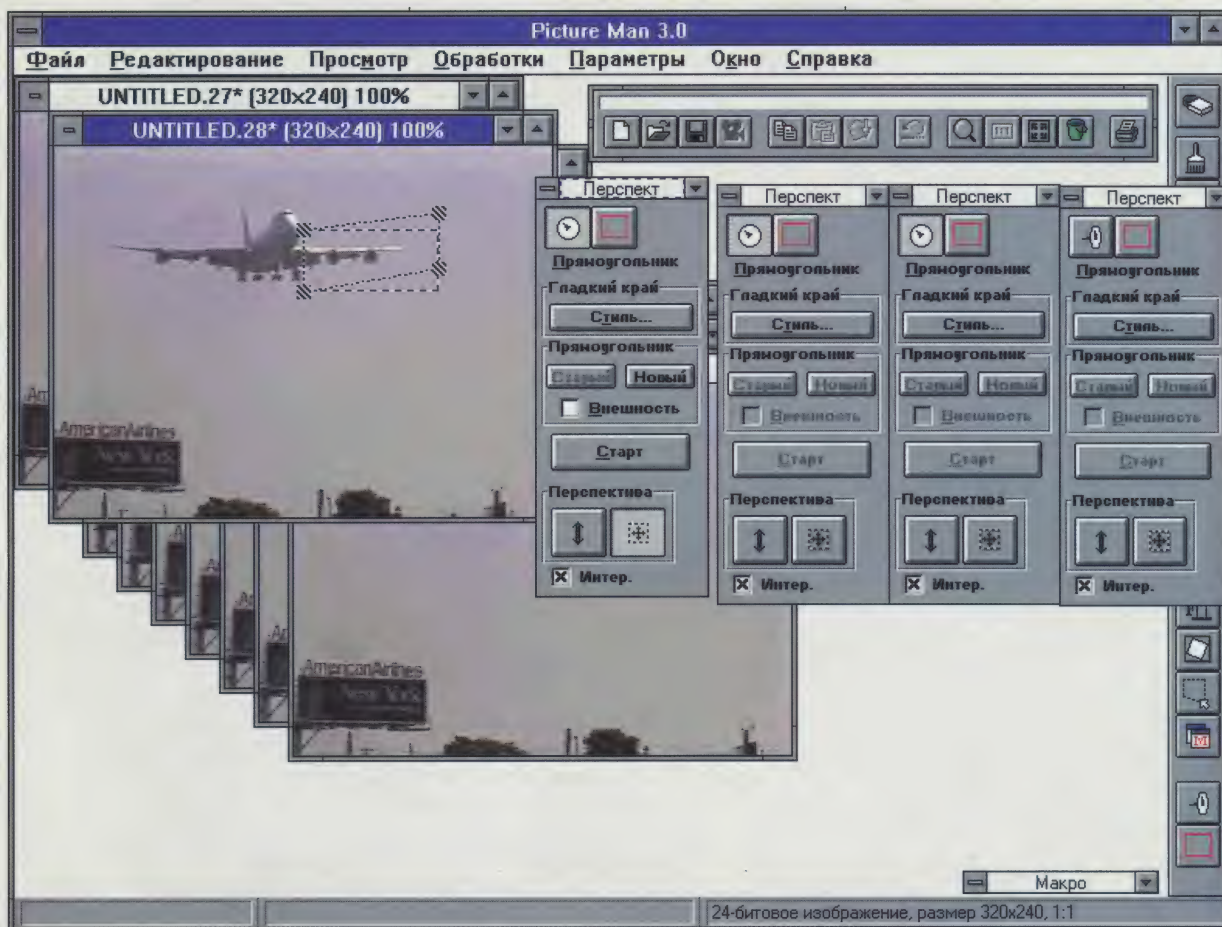 Picture Man 3.0
Файл Редактирование Просмотр Обработки Параметры Окно Справка
UNTITLED.27* (320x240) 100%
UNTITLED.28* (320x240) 100%
Перспект
Прямоугольник
Гладкий край
Стиль...
Прямоугольник
Старый Новый
Внешность
Старт
Перспектива
Интер.
Перспект
Прямоугольник
Гладкий край
Стиль...
Прямоугольник
Старый Новый
Внешность
Старт
Перспектива
Интер.
Перспект
Прямоугольник
Гладкий край
Стиль...
Прямоугольник
Старый Новый
Внешность
Старт
Перспектива
Интер.
Перспект
Прямоугольник
Гладкий край
Стиль...
Прямоугольник
Старый Новый
Внешность
Старт
Перспектива
Интер.
AmericanAirlines
New York
AmericanAirlines
New York
Макро
24-битовое изображение, размер 320x240, 1:1